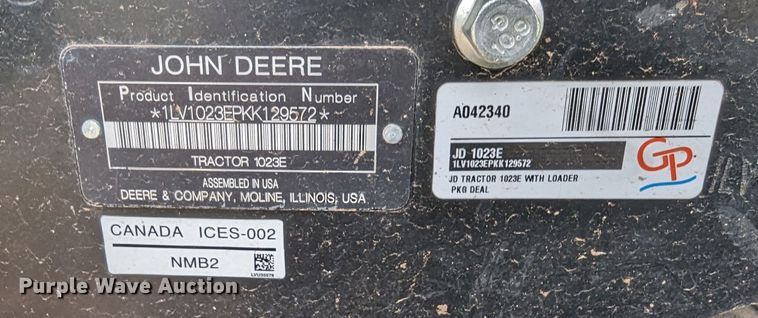 JOHN DEERE
Product Identification Number
*1LV1023EPKK129572*
TRACTOR 1023E
ASSEMBLED IN USA
DEERE & COMPANY, MOLINE, ILLINOIS, USA
CANADA ICES-002
NMB2
A042340
JD 1023E
1LV1023EPKK129572
JD TRACTOR 1023E WITH LOADER
PKG DEAL
GP
Purple Wave Auction